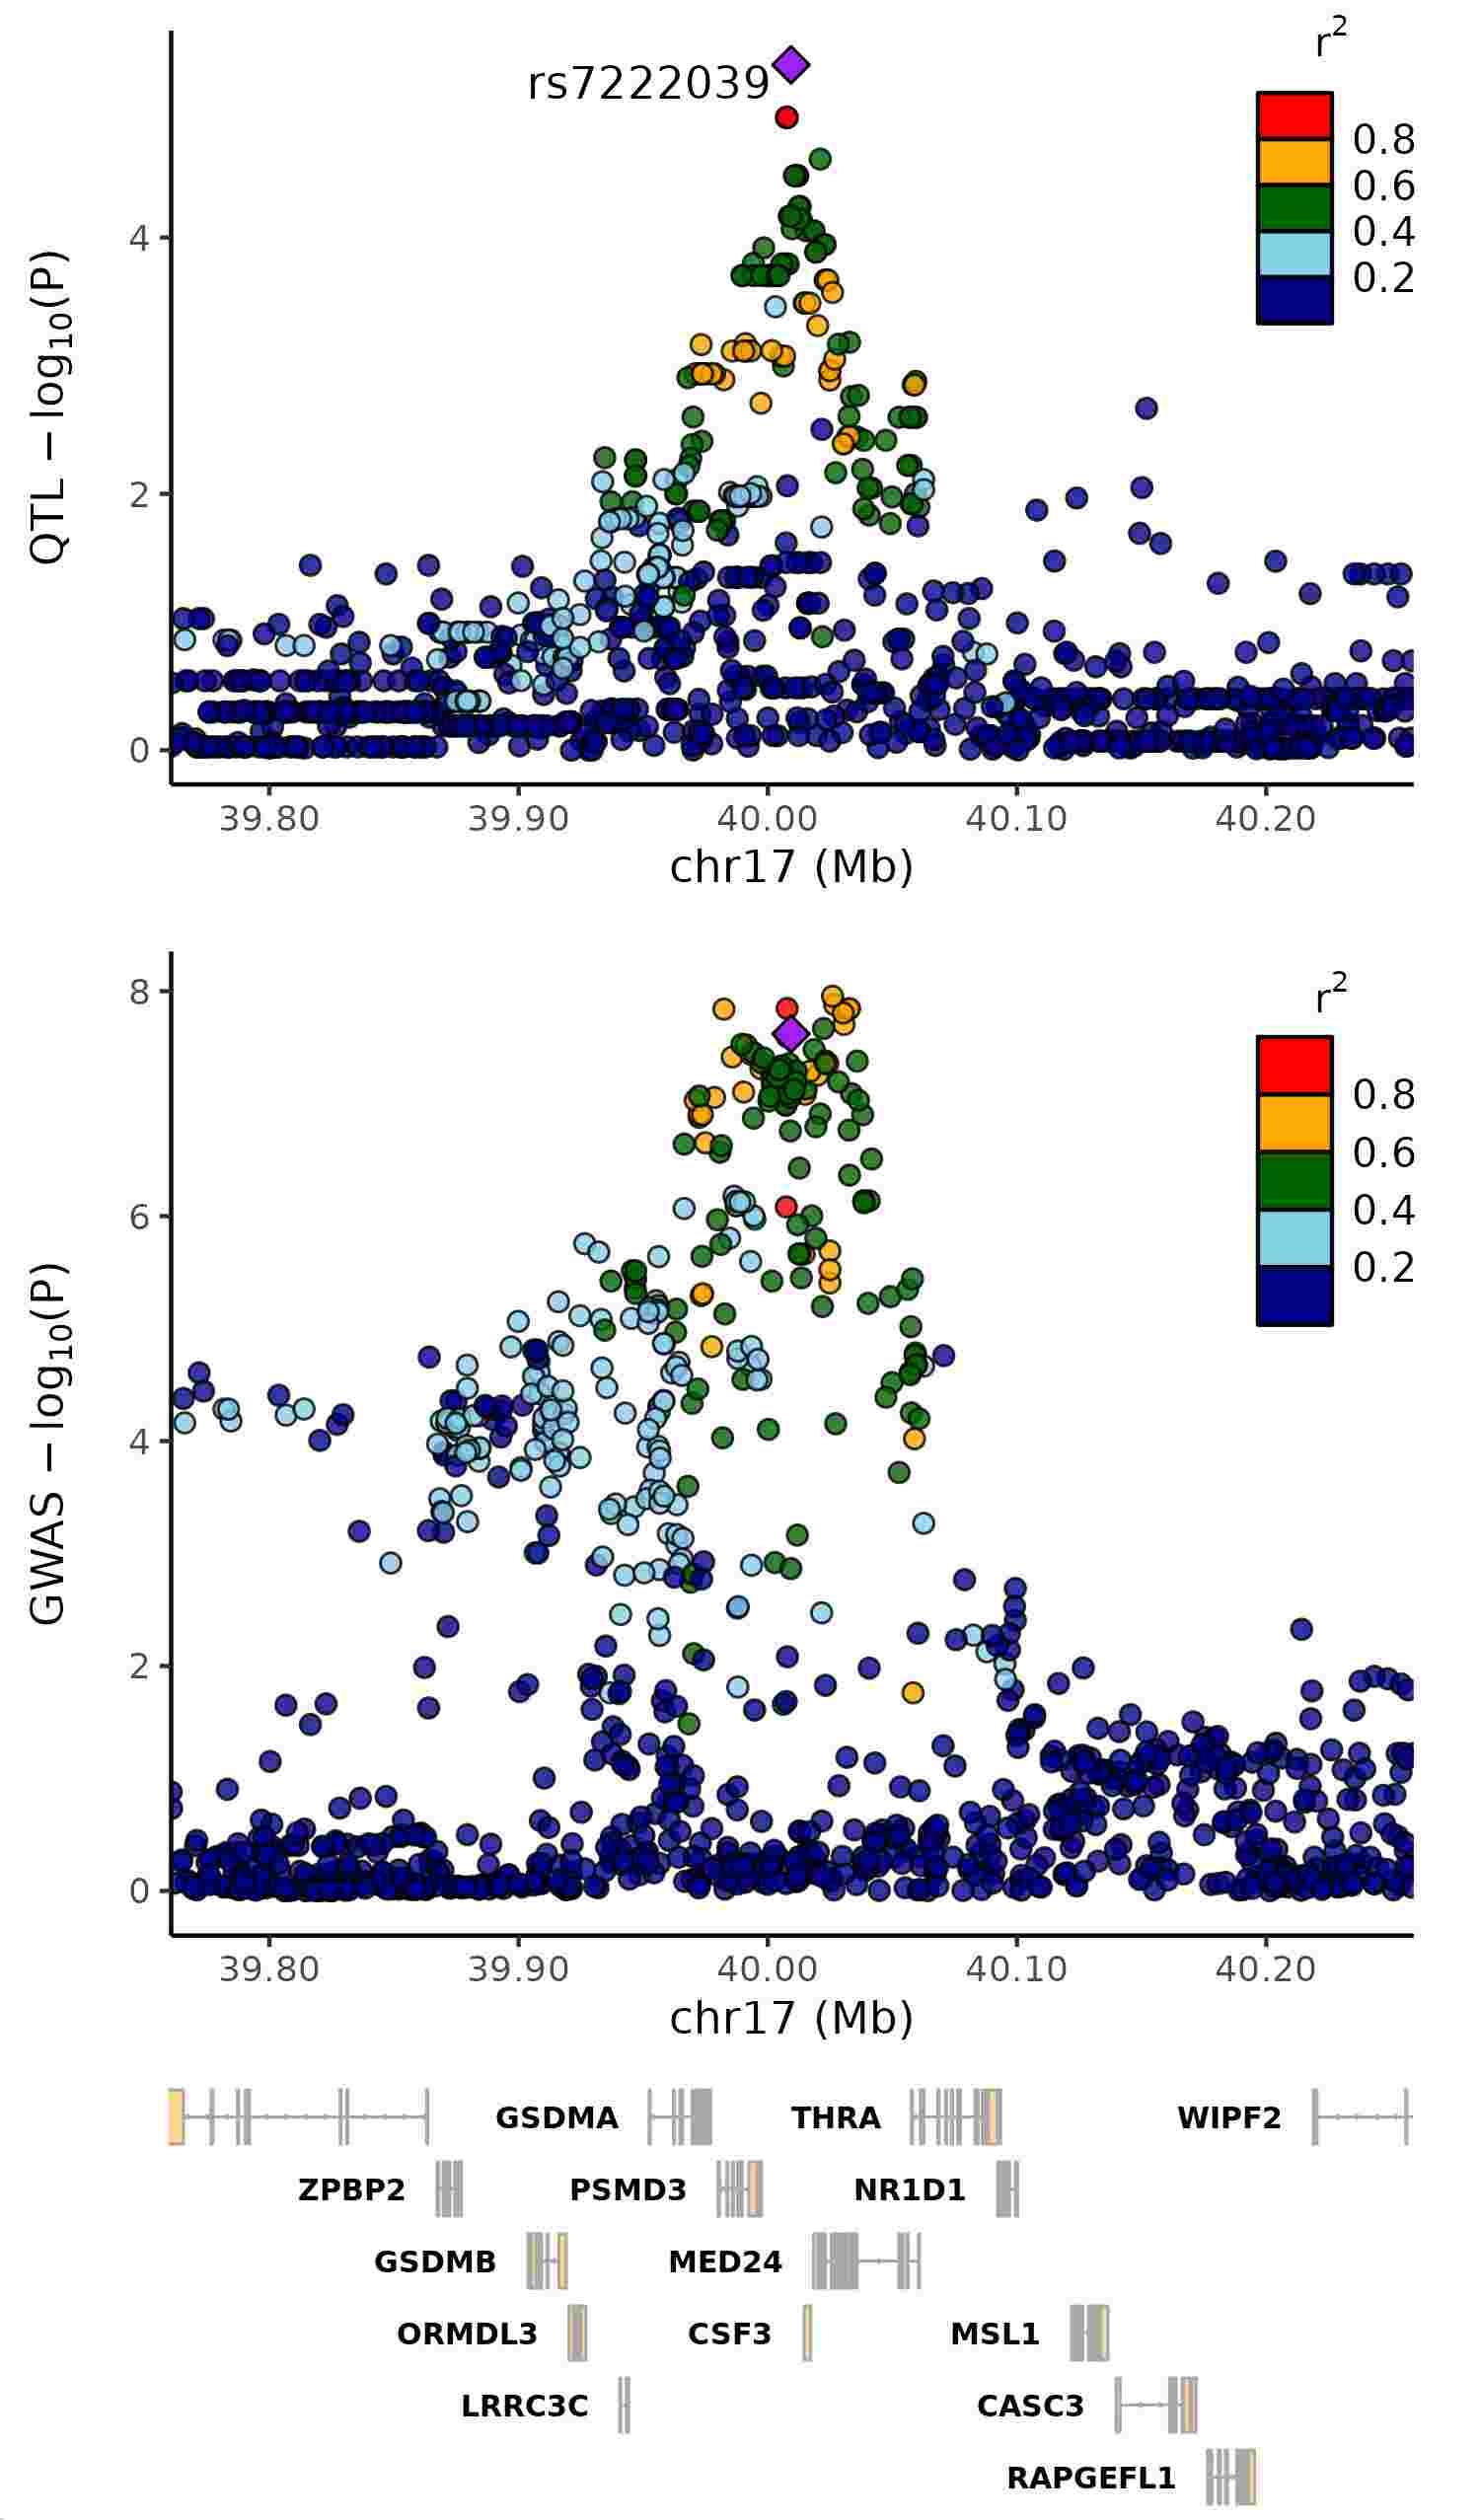 r²
rs7222039
0.8
0.6
0.4
0.2
4
2
0
QTL − log₁₀(P)
39.80 39.90 40.00 40.10 40.20
chr17 (Mb)
r²
0.8
0.6
0.4
0.2
8
6
4
2
0
GWAS − log₁₀(P)
39.80 39.90 40.00 40.10 40.20
chr17 (Mb)
GSDMA THRA WIPF2
ZPBP2 PSMD3 NR1D1
GSDMB MED24
ORMDL3 CSF3 MSL1
LRRC3C CASC3
RAPGEFL1